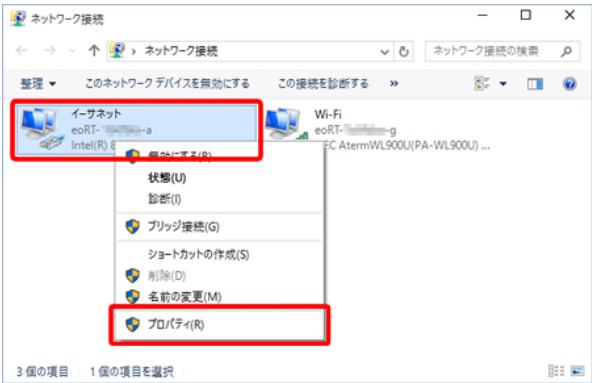 ネットワーク接続
ネットワーク接続
ネットワーク接続の検索
整理
このネットワーク デバイスを無効にする
この接続を診断する
»
イーサネット
eoRT-
-a
Intel(R) 8
Wi-Fi
eoRT-
-g
EC AtermWL900U(PA-WL900U) ...
無効にする(B)
状態(U)
診断(I)
ブリッジ接続(G)
ショートカットの作成(S)
削除(D)
名前の変更(M)
プロパティ(R)
3 個の項目
1 個の項目を選択